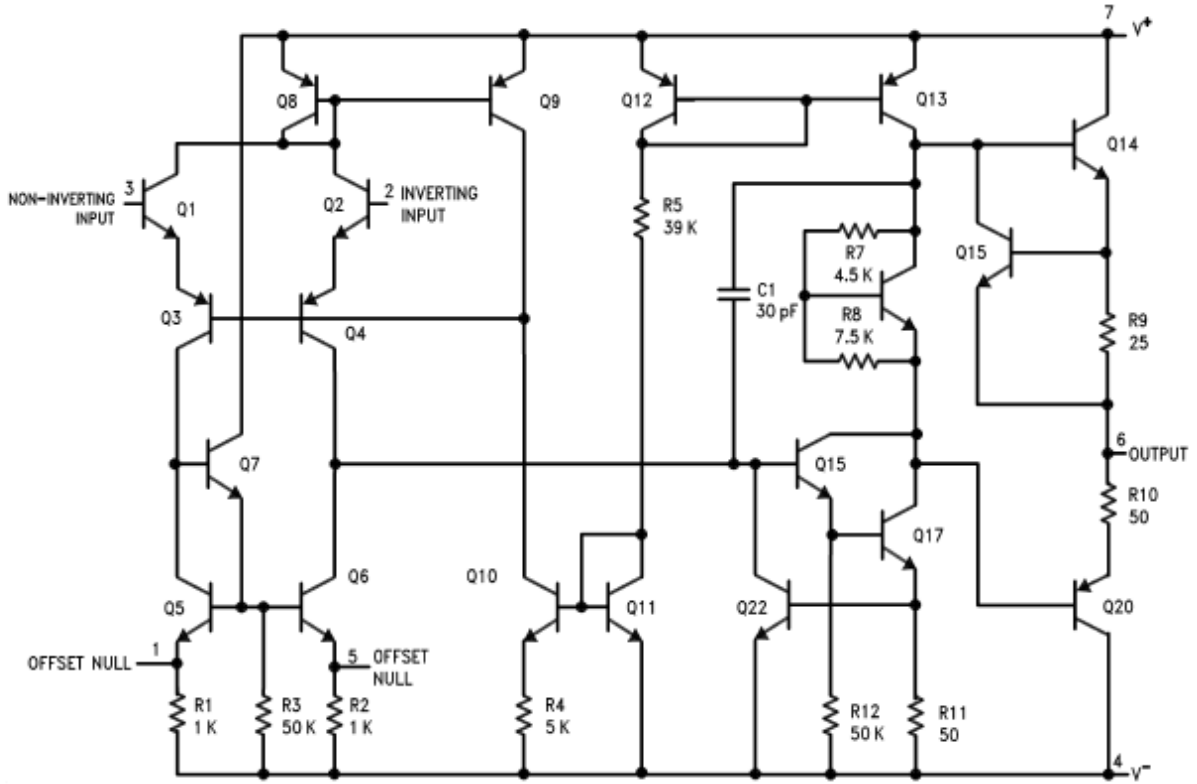 7
V+
Q8
Q9
Q12
Q13
Q14
3
NON-INVERTING
INPUT
Q1
Q2
2 INVERTING
INPUT
R5
39 K
R7
4.5 K
Q15
C1
30 pF
R8
7.5 K
R9
25
Q3
Q4
6
OUTPUT
Q7
Q15
R10
50
Q17
Q5
Q6
Q10
Q11
Q22
Q20
OFFSET NULL
1
5
OFFSET
NULL
R1
1 K
R3
50 K
R2
1 K
R4
5 K
R12
50 K
R11
50
4
V-